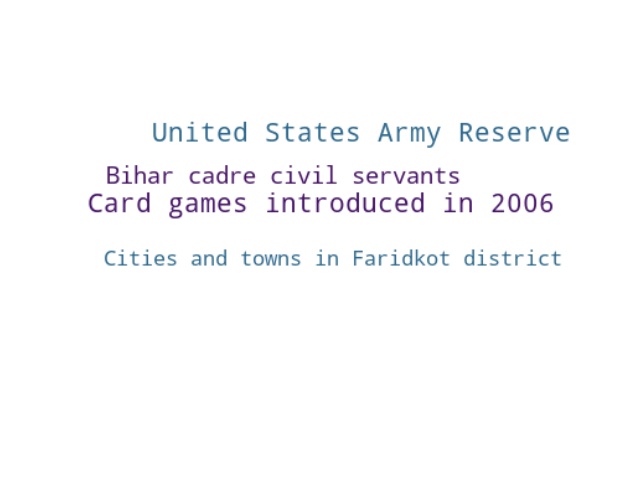 United States Army Reserve
Bihar cadre civil servants
Card games introduced in 2006
Cities and towns in Faridkot district